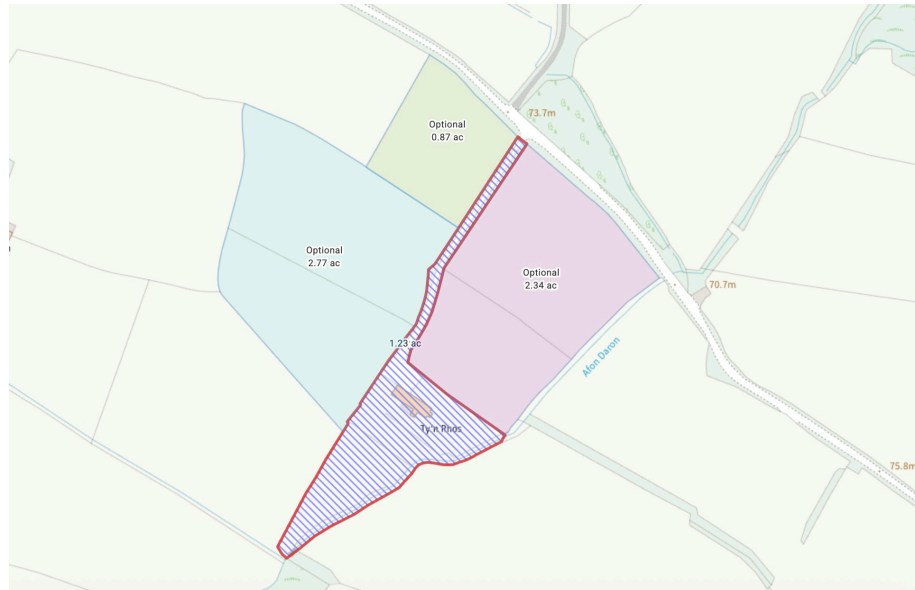 73.7m
Optional
0.87 ac
Optional
2.77 ac
Optional
2.34 ac
70.7m
1.23 ac
Afon Daron
Ty'n Rhos
75.8m